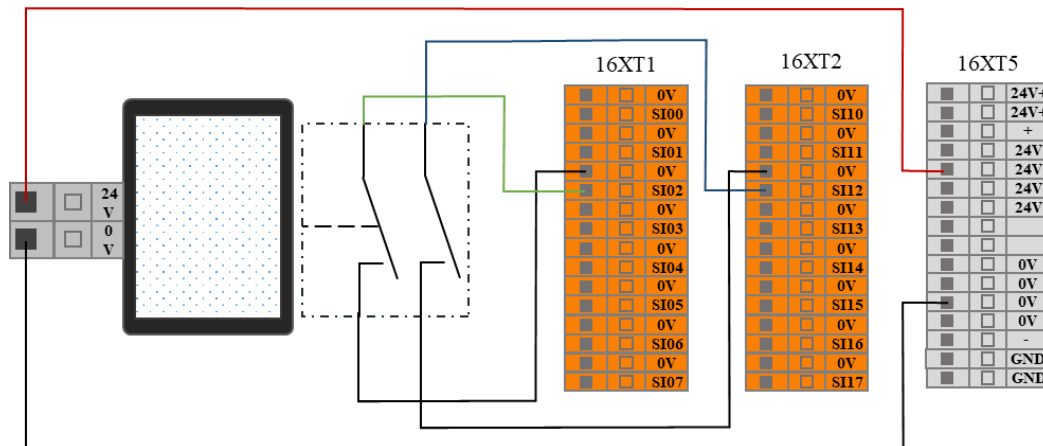 16XT1
16XT2
16XT5
24
V
0
V
0V
SI00
0V
SI01
0V
SI02
0V
SI03
0V
SI04
0V
SI05
0V
SI06
0V
SI07
0V
SI10
0V
SI11
0V
SI12
0V
SI13
0V
SI14
0V
SI15
0V
SI16
0V
SI17
24V+
24V+
+
24V
24V
24V
24V
0V
0V
0V
0V
-
GND
GND